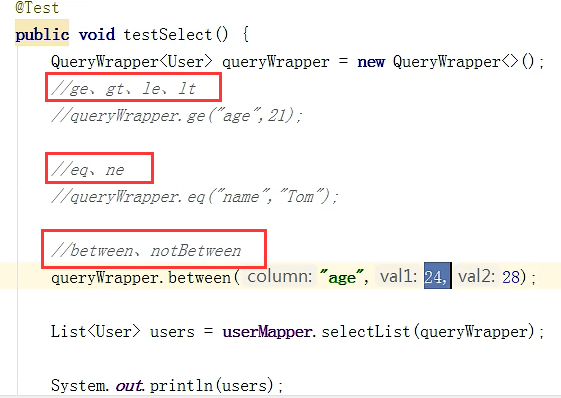 @Test
public void testSelect() {
QueryWrapper<User> queryWrapper = new QueryWrapper<>();
//ge、gt、le、lt
//queryWrapper.ge("age",21);
//eq、ne
//queryWrapper.eq("name","Tom");
//between、notBetween
queryWrapper.between( column: "age", val1: 24, val2: 28);
List<User> users = userMapper.selectList(queryWrapper);
System.out.println(users);